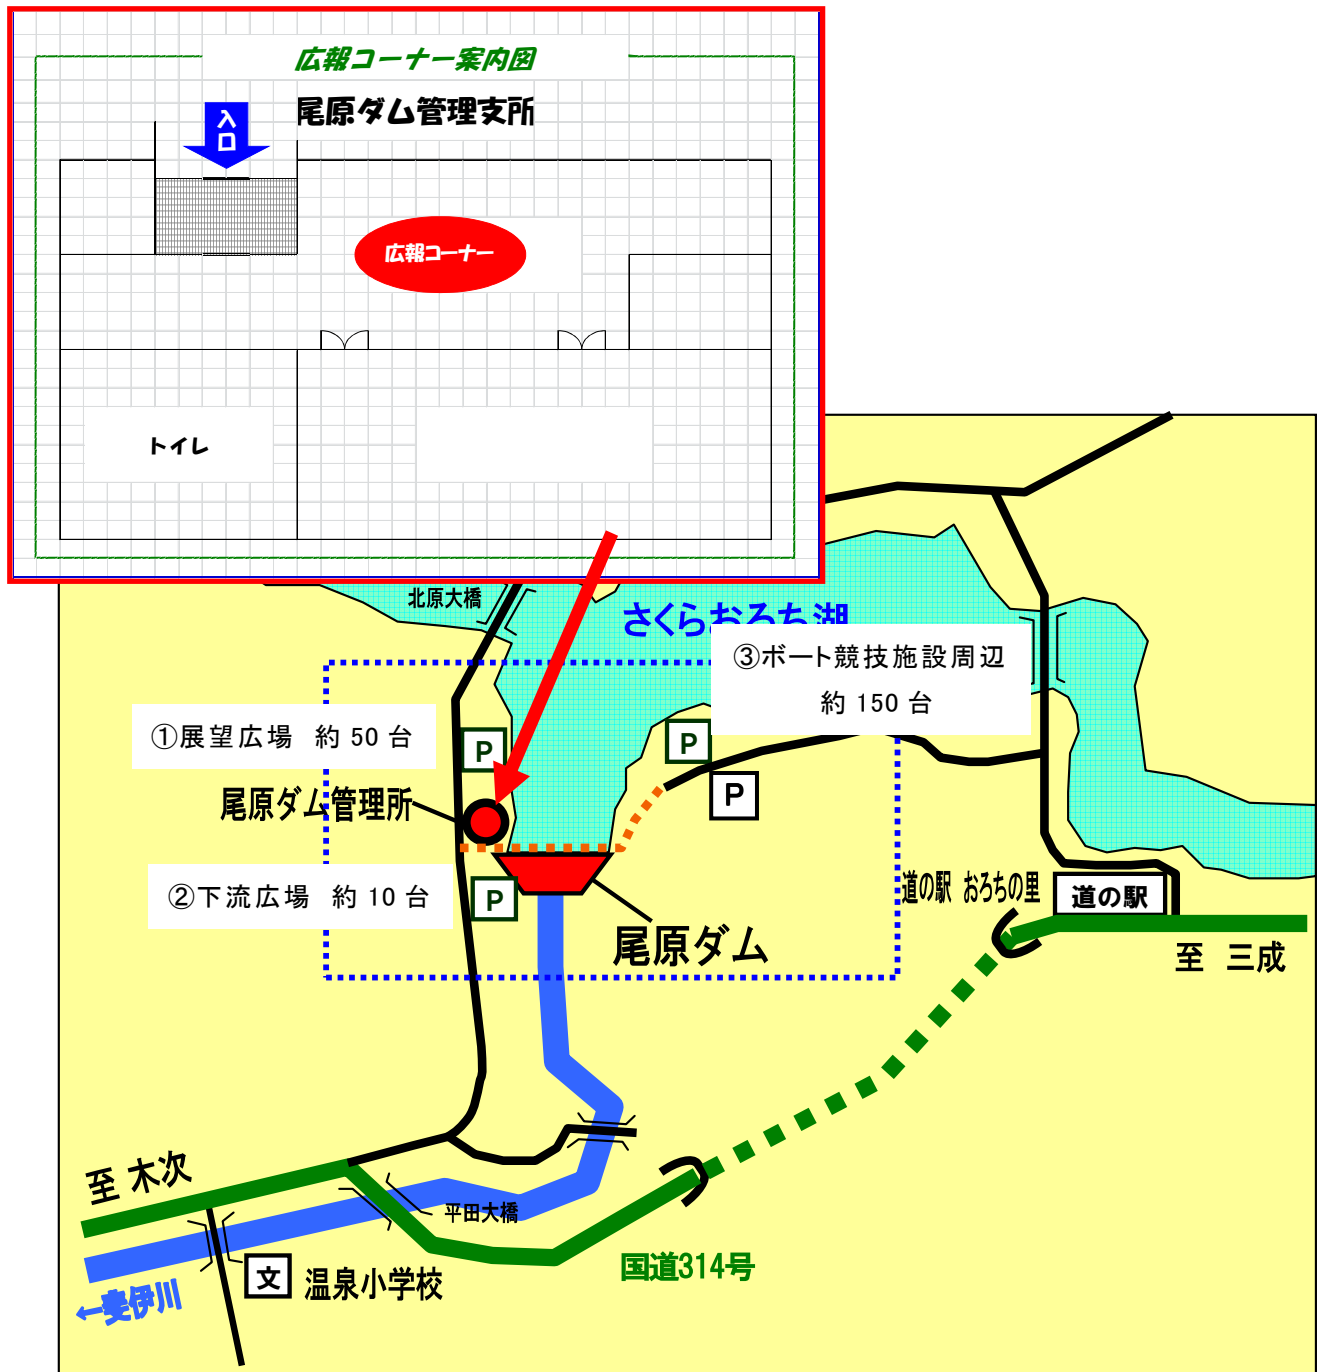 広報コーナー案内図
尾原ダム管理支所
入口
広報コーナー
トイレ
北原大橋
さくらおろち湖
③ボート競技施設周辺
約 150 台
①展望広場 約 50 台
P
P
尾原ダム管理所
P
②下流広場 約 10 台
P
道の駅 おろちの里
道の駅
尾原ダム
至 三成
至 木次
平田大橋
国道314号
文
温泉小学校
←斐伊川